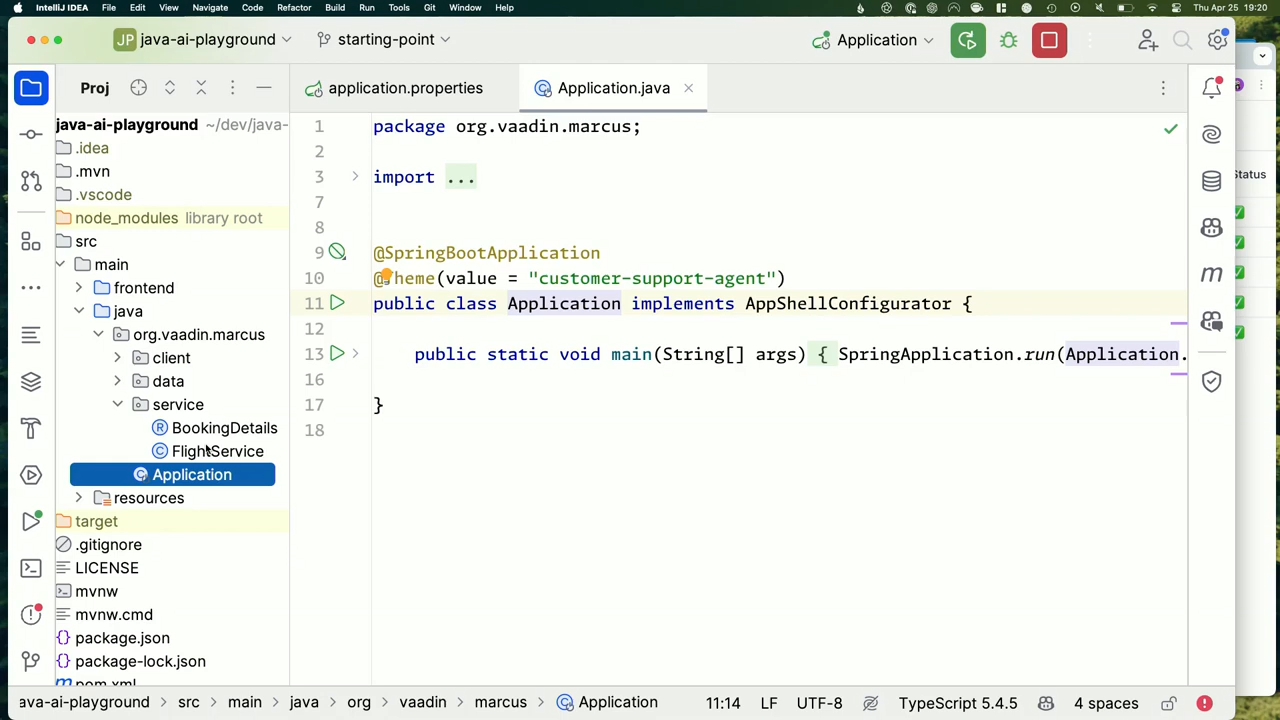 IntelliJ IDEA File Edit View Navigate Code Refactor Build Run Tools Git Window Help Thu Apr 25 19:20
JP java-ai-playground starting-point Application
Proj application.properties Application.java
java-ai-playground ~/dev/java-
.idea
.mvn
.vscode
node_modules library root
src
main
frontend
java
org.vaadin.marcus
client
data
service
BookingDetails
FlightService
Application
resources
target
.gitignore
LICENSE
mvnw
mvnw.cmd
package.json
package-lock.json
pom.xml
1 package org.vaadin.marcus;
2
3 import ...
7
8
9 @SpringBootApplication
10 @Theme(value = "customer-support-agent")
11 public class Application implements AppShellConfigurator {
12
13 public static void main(String[] args) { SpringApplication.run(Application.
16
17 }
18
Status
ava-ai-playground > src > main > java > org > vaadin > marcus > Application 11:14 LF UTF-8 TypeScript 5.4.5 4 spaces